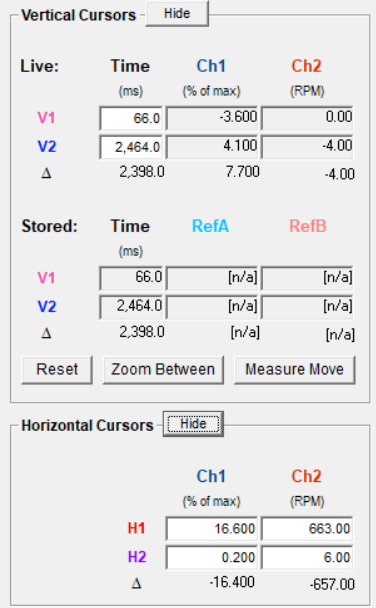 Vertical Cursors Hide
Live: Time Ch1 Ch2
(ms) (% of max) (RPM)
V1 66.0 -3.600 0.00
V2 2,464.0 4.100 -4.00
Δ 2,398.0 7.700 -4.00
Stored: Time RefA RefB
(ms)
V1 66.0 [n/a] [n/a]
V2 2,464.0 [n/a] [n/a]
Δ 2,398.0 [n/a] [n/a]
Reset Zoom Between Measure Move
Horizontal Cursors Hide
Ch1 Ch2
(% of max) (RPM)
H1 16.600 663.00
H2 0.200 6.00
Δ -16.400 -657.00